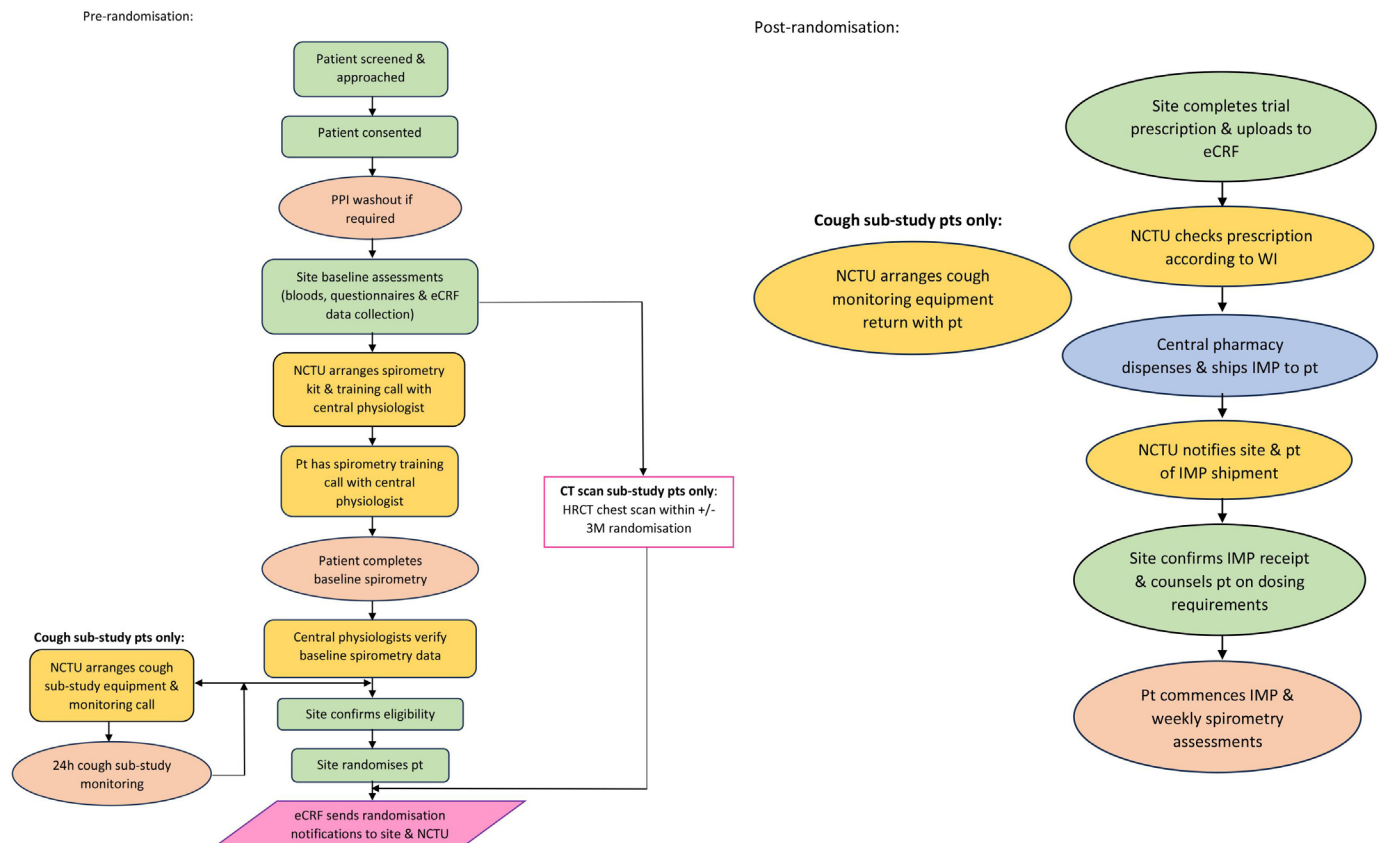 Pre-randomisation:
Patient screened &
approached
Patient consented
PPI washout if
required
Site baseline assessments
(bloods, questionnaires & eCRF
data collection)
NCTU arranges spirometry
kit & training call with
central physiologist
Pt has spirometry training
call with central
physiologist
CT scan sub-study pts only:
HRCT chest scan within +/-
3M randomisation
Patient completes
baseline spirometry
Central physiologists verify
baseline spirometry data
Cough sub-study pts only:
NCTU arranges cough
sub-study equipment &
monitoring call
24h cough sub-study
monitoring
Site confirms eligibility
Site randomises pt
eCRF sends randomisation
notifications to site & NCTU
Post-randomisation:
Cough sub-study pts only:
NCTU arranges cough
monitoring equipment
return with pt
Site completes trial
prescription & uploads to
eCRF
NCTU checks prescription
according to WI
Central pharmacy
dispenses & ships IMP to pt
NCTU notifies site & pt
of IMP shipment
Site confirms IMP receipt
& counsels pt on dosing
requirements
Pt commences IMP &
weekly spirometry
assessments